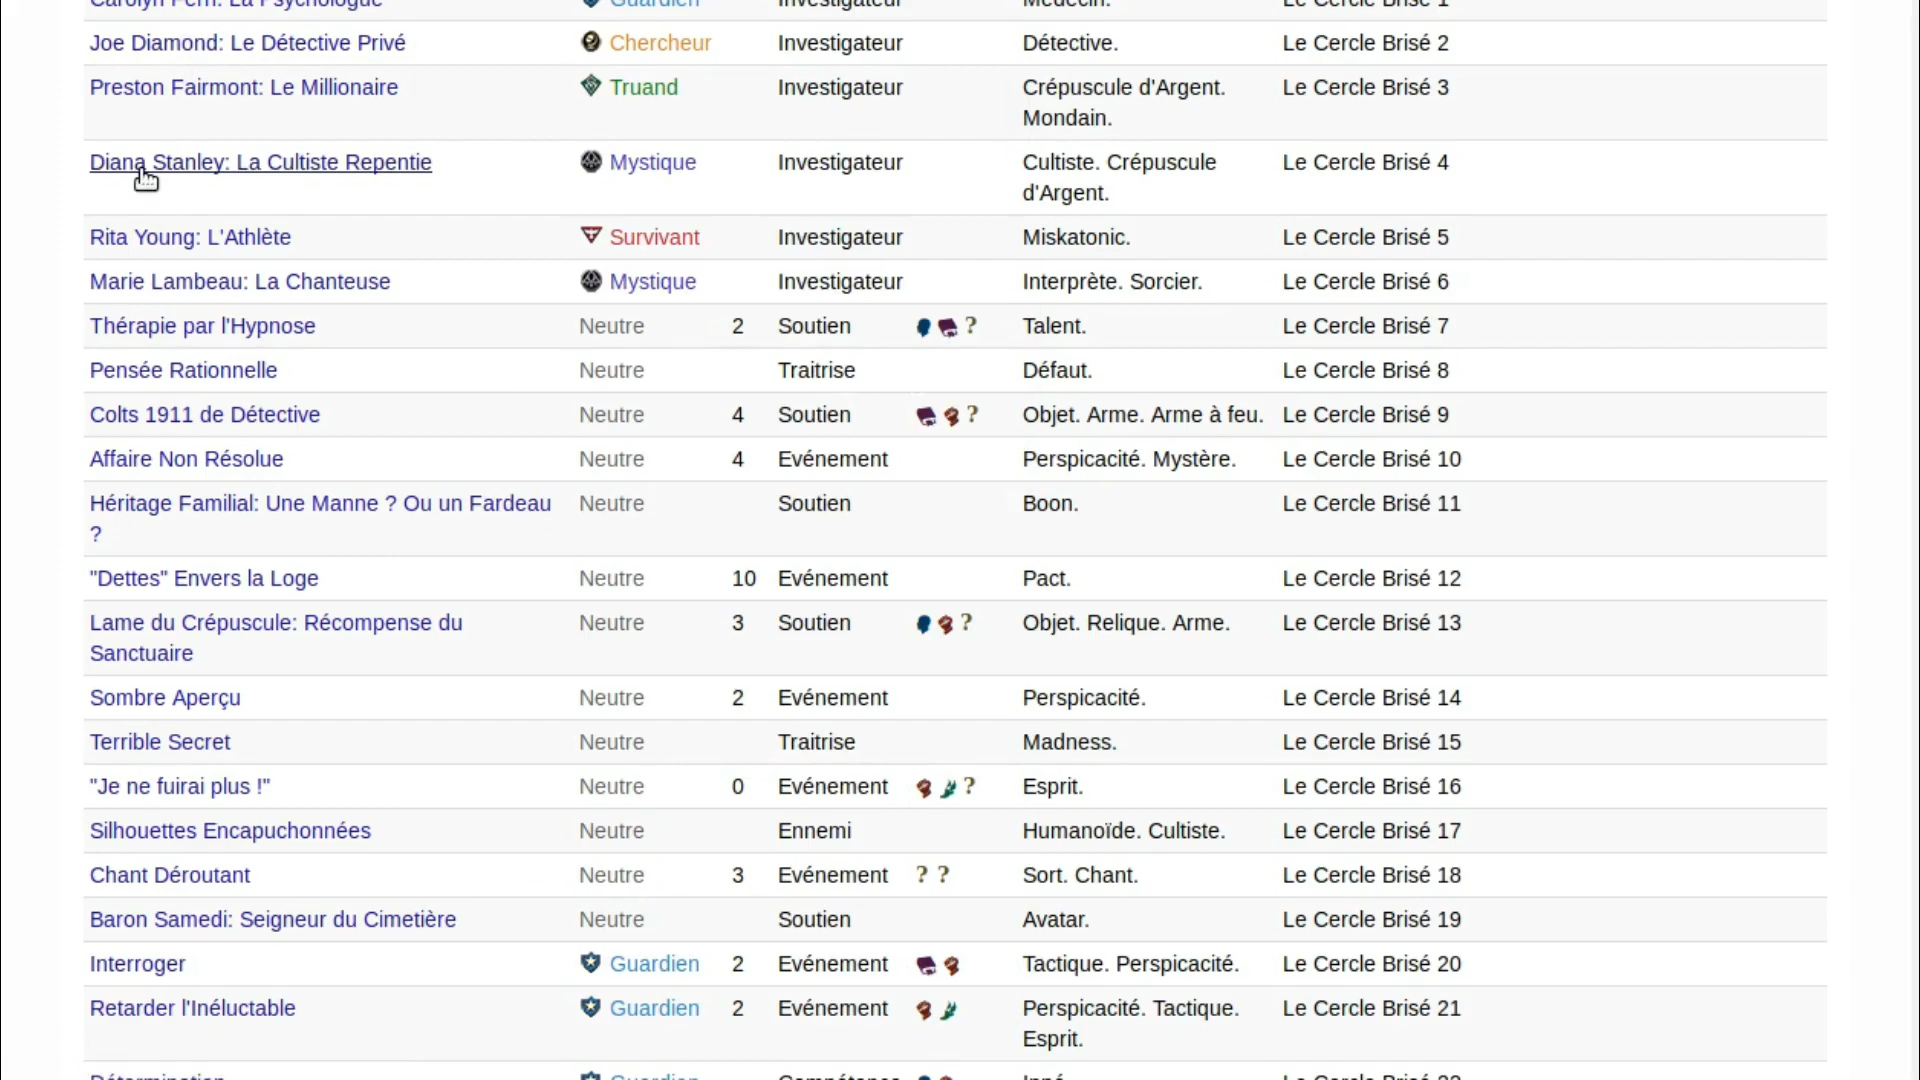 Carolyn Fern: La Psychologue Guardien Investigateur Médecin. Le Cercle Brisé 1
Joe Diamond: Le Détective Privé Chercheur Investigateur Détective. Le Cercle Brisé 2
Preston Fairmont: Le Millionaire Truand Investigateur Crépuscule d'Argent. Le Cercle Brisé 3
Mondain.
Diana Stanley: La Cultiste Repentie Mystique Investigateur Cultiste. Crépuscule Le Cercle Brisé 4
d'Argent.
Rita Young: L'Athlète Survivant Investigateur Miskatonic. Le Cercle Brisé 5
Marie Lambeau: La Chanteuse Mystique Investigateur Interprète. Sorcier. Le Cercle Brisé 6
Thérapie par l'Hypnose Neutre 2 Soutien ? Talent. Le Cercle Brisé 7
Pensée Rationnelle Neutre Traitrise Défaut. Le Cercle Brisé 8
Colts 1911 de Détective Neutre 4 Soutien ? Objet. Arme. Arme à feu. Le Cercle Brisé 9
Affaire Non Résolue Neutre 4 Evénement Perspicacité. Mystère. Le Cercle Brisé 10
Héritage Familial: Une Manne ? Ou un Fardeau Neutre Soutien Boon. Le Cercle Brisé 11
?
"Dettes" Envers la Loge Neutre 10 Evénement Pact. Le Cercle Brisé 12
Lame du Crépuscule: Récompense du Neutre 3 Soutien ? Objet. Relique. Arme. Le Cercle Brisé 13
Sanctuaire
Sombre Aperçu Neutre 2 Evénement Perspicacité. Le Cercle Brisé 14
Terrible Secret Neutre Traitrise Madness. Le Cercle Brisé 15
"Je ne fuirai plus !" Neutre 0 Evénement ? Esprit. Le Cercle Brisé 16
Silhouettes Encapuchonnées Neutre Ennemi Humanoïde. Cultiste. Le Cercle Brisé 17
Chant Déroutant Neutre 3 Evénement ? ? Sort. Chant. Le Cercle Brisé 18
Baron Samedi: Seigneur du Cimetière Neutre Soutien Avatar. Le Cercle Brisé 19
Interroger Guardien 2 Evénement Tactique. Perspicacité. Le Cercle Brisé 20
Retarder l'Inéluctable Guardien 2 Evénement Perspicacité. Tactique. Le Cercle Brisé 21
Esprit.